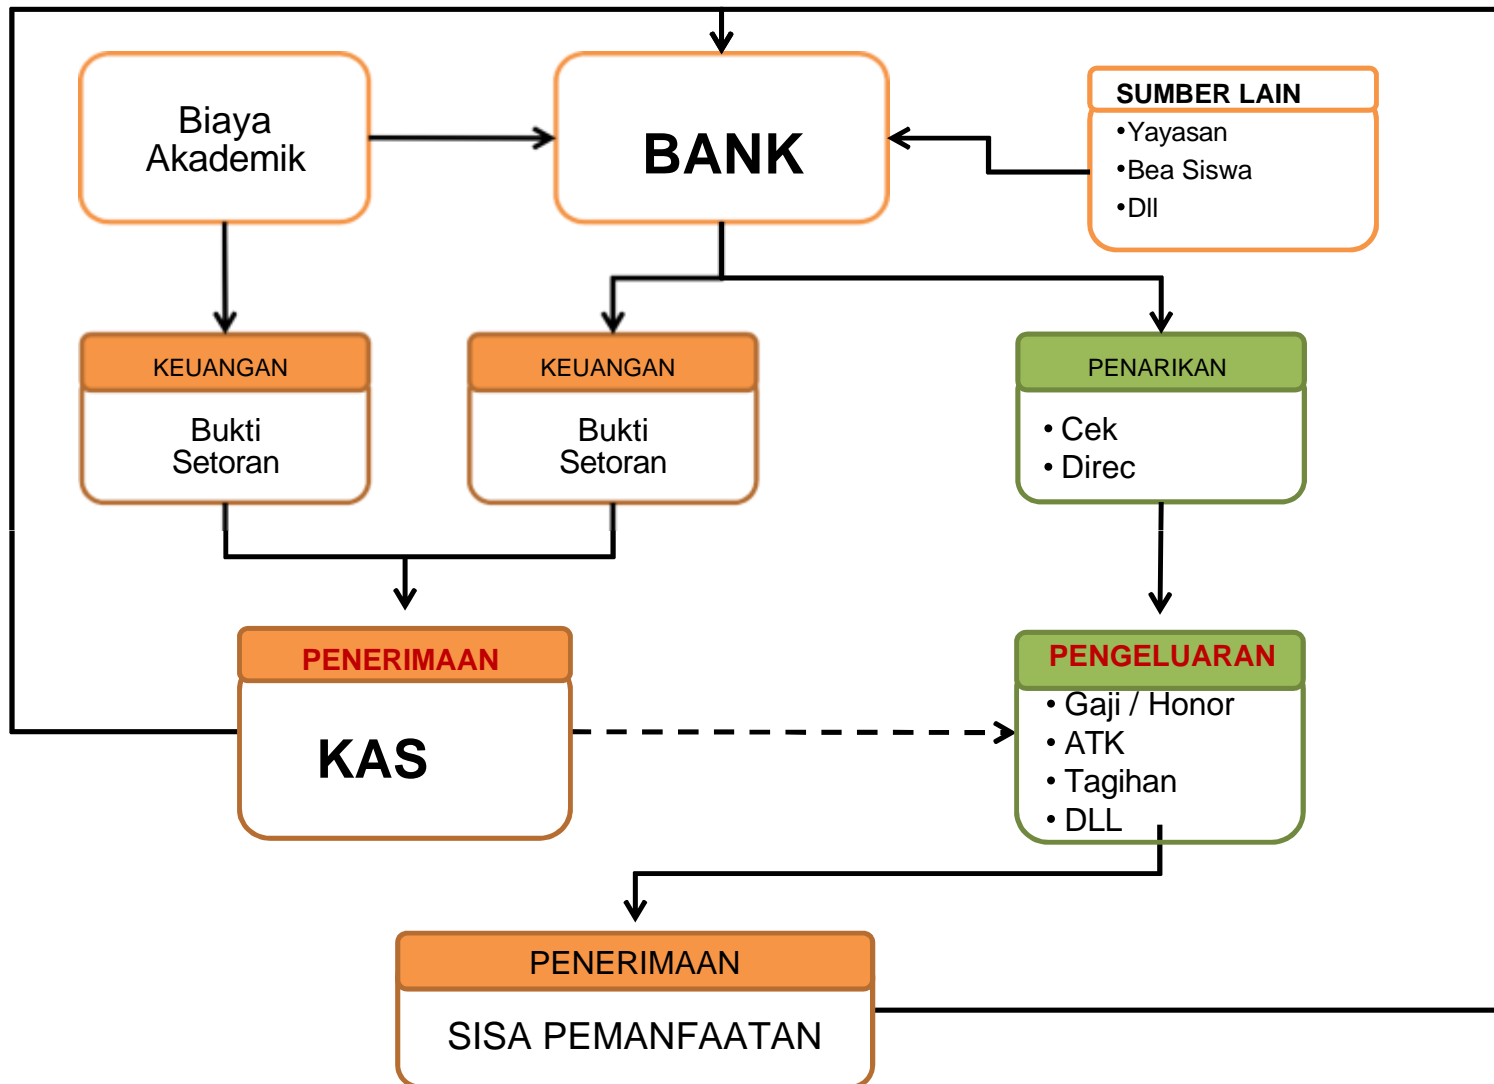 Biaya
Akademik
BANK
SUMBER LAIN
•Yayasan
•Bea Siswa
•Dll
KEUANGAN
Bukti
Setoran
KEUANGAN
Bukti
Setoran
PENARIKAN
• Cek
• Direc
PENERIMAAN
KAS
PENGELUARAN
• Gaji / Honor
• ATK
• Tagihan
• DLL
PENERIMAAN
SISA PEMANFAATAN